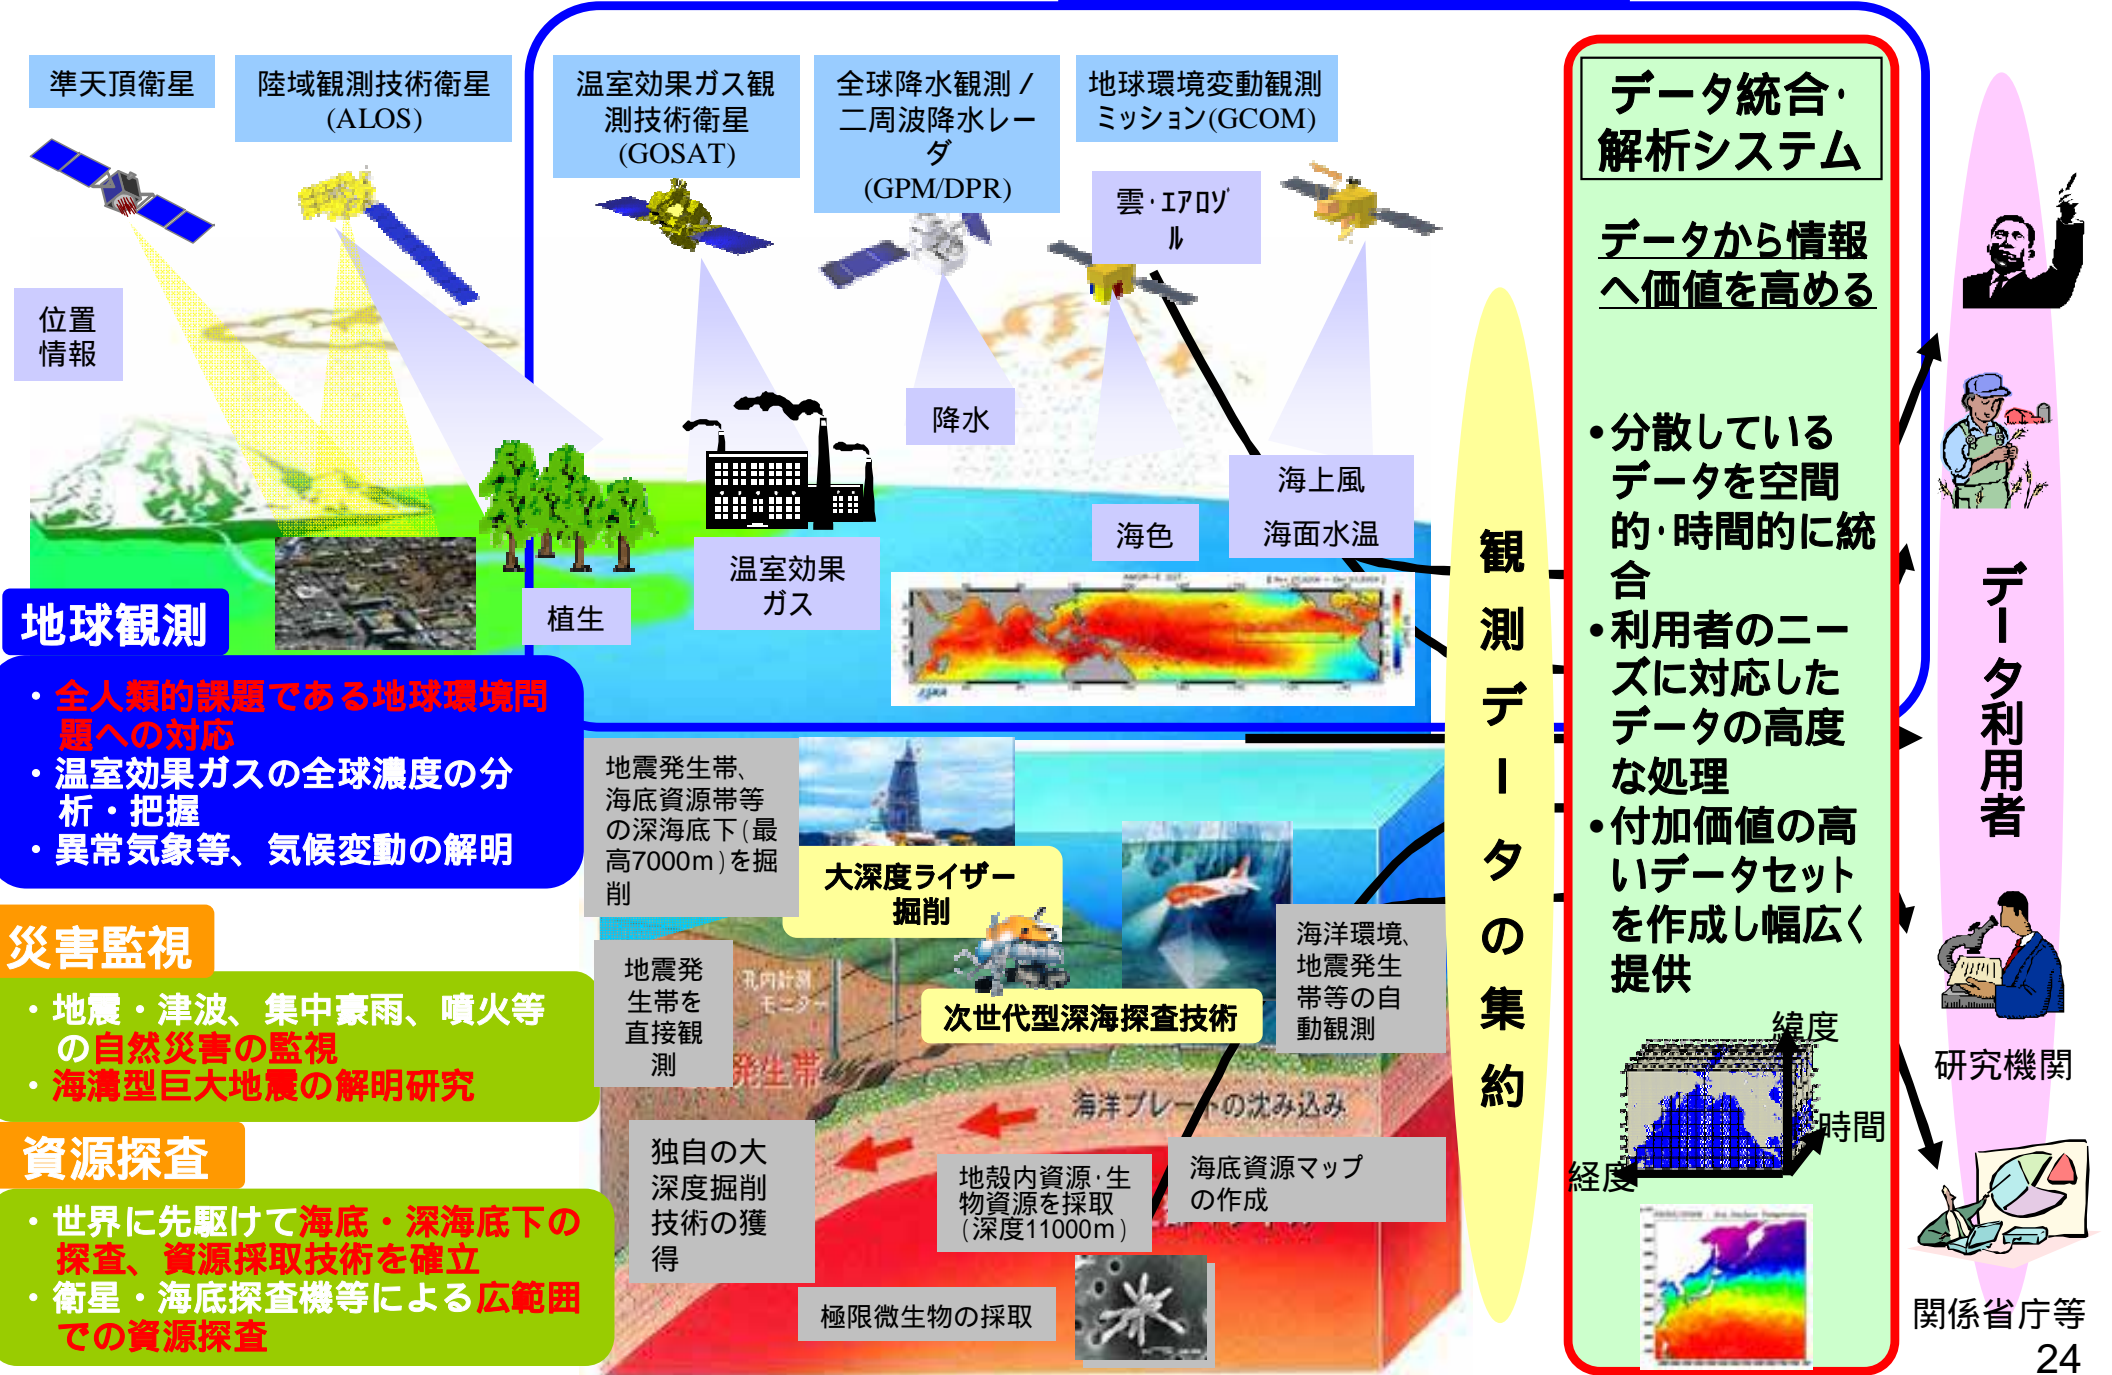 準天頂衛星
陸域観測技術衛星
(ALOS)
温室効果ガス観
測技術衛星
(GOSAT)
全球降水観測/
二周波降水レー
ダ
(GPM/DPR)
地球環境変動観測
ミッション(GCOM)
雲・エアロゾ
ル
位置
情報
降水
海上風
海面水温
海色
温室効果
ガス
植生
地球観測
・全人類的課題である地球環境問
題への対応
・温室効果ガスの全球濃度の分
析・把握
・異常気象等、気候変動の解明
災害監視
・地震・津波、集中豪雨、噴火等
の自然災害の監視
・海溝型巨大地震の解明研究
資源探査
・世界に先駆けて海底・深海底下の
探査、資源採取技術を確立
・衛星・海底探査機等による広範囲
での資源探査
地震発生帯、
海底資源帯等
の深海底下(最
高7000m)を掘
削
大深度ライザー
掘削
地震発
生帯を
直接観
測
孔内計測
モニター
発生帯
次世代型深海探査技術
海洋環境、
地震発生
帯等の自
動観測
海洋プレートの沈み込み
独自の大
深度掘削
技術の獲
得
地殻内資源・生
物資源を採取
(深度11000m)
海底資源マップ
の作成
極限微生物の採取
観測データの集約
データ統合・
解析システム
データから情報
へ価値を高める
•分散している
データを空間
的・時間的に統
合
•利用者のニー
ズに対応した
データの高度
な処理
•付加価値の高
いデータセット
を作成し幅広く
提供
緯度
時間
経度
データ利用者
研究機関
関係省庁等
24